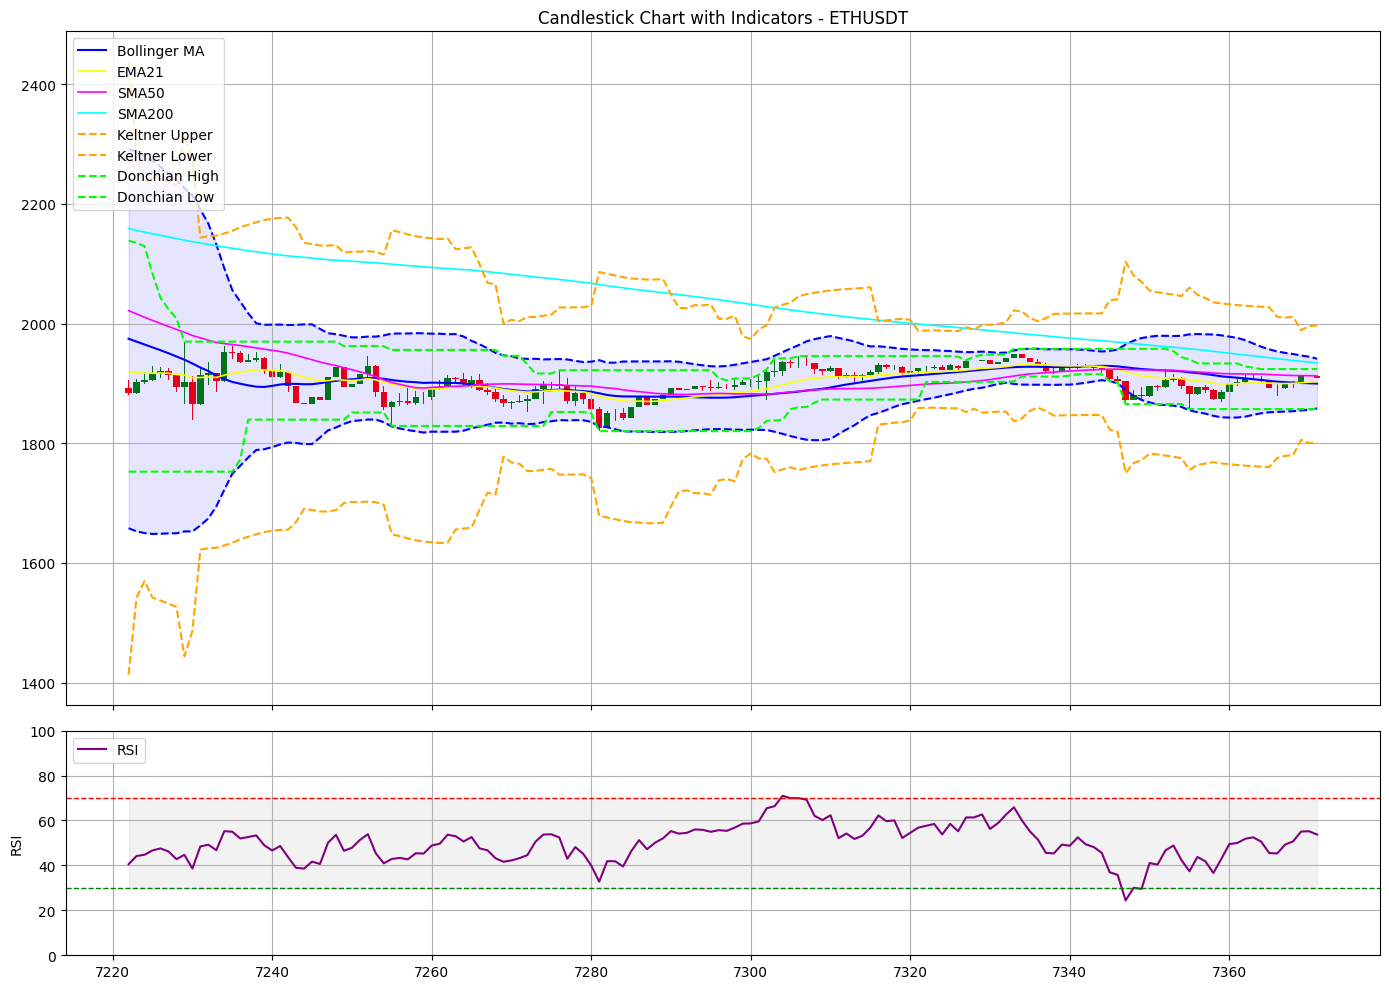 Candlestick Chart with Indicators - ETHUSDT
Bollinger MA
EMA21
SMA50
SMA200
Keltner Upper
Keltner Lower
Donchian High
Donchian Low
2400
2200
2000
1800
1600
1400
RSI
100
80
60
40
20
0
RSI
7220 7240 7260 7280 7300 7320 7340 7360